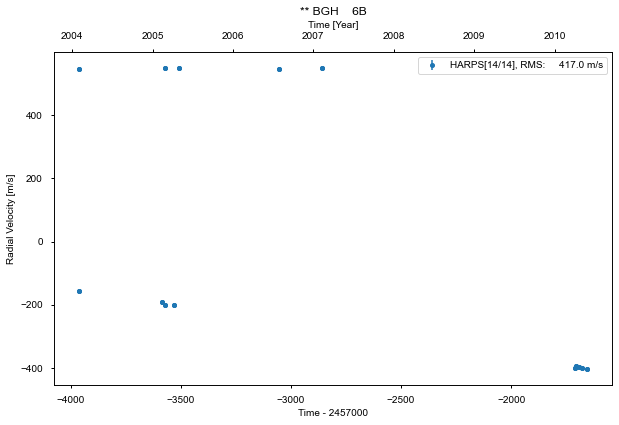 ** BGH    6B
Time [Year]
2004 2005 2006 2007 2008 2009 2010
HARPS[14/14], RMS:     417.0 m/s
Radial Velocity [m/s]
400
200
0
−200
−400
−4000 −3500 −3000 −2500 −2000
Time - 2457000